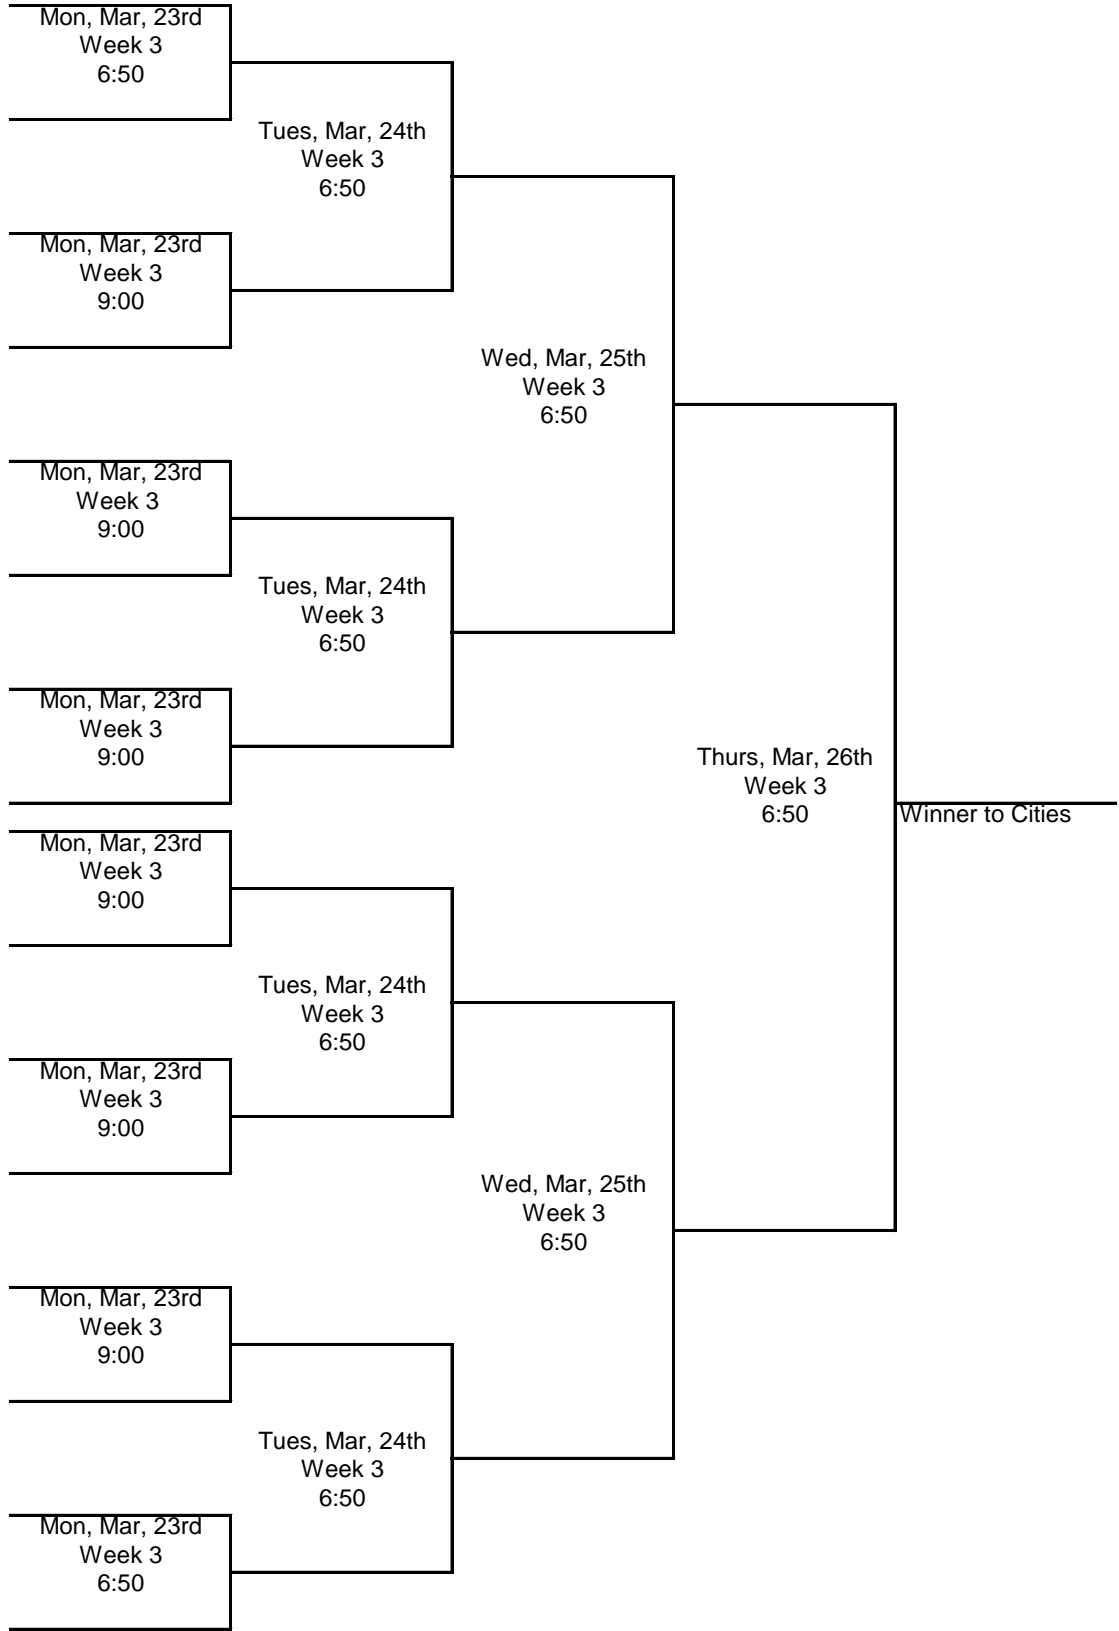 Mon, Mar, 23rd
Week 3
6:50
Tues, Mar, 24th
Week 3
6:50
Mon, Mar, 23rd
Week 3
9:00
Wed, Mar, 25th
Week 3
6:50
Mon, Mar, 23rd
Week 3
9:00
Tues, Mar, 24th
Week 3
6:50
Mon, Mar, 23rd
Week 3
9:00
Thurs, Mar, 26th
Week 3
6:50
Winner to Cities
Mon, Mar, 23rd
Week 3
9:00
Tues, Mar, 24th
Week 3
6:50
Mon, Mar, 23rd
Week 3
9:00
Wed, Mar, 25th
Week 3
6:50
Mon, Mar, 23rd
Week 3
9:00
Tues, Mar, 24th
Week 3
6:50
Mon, Mar, 23rd
Week 3
6:50